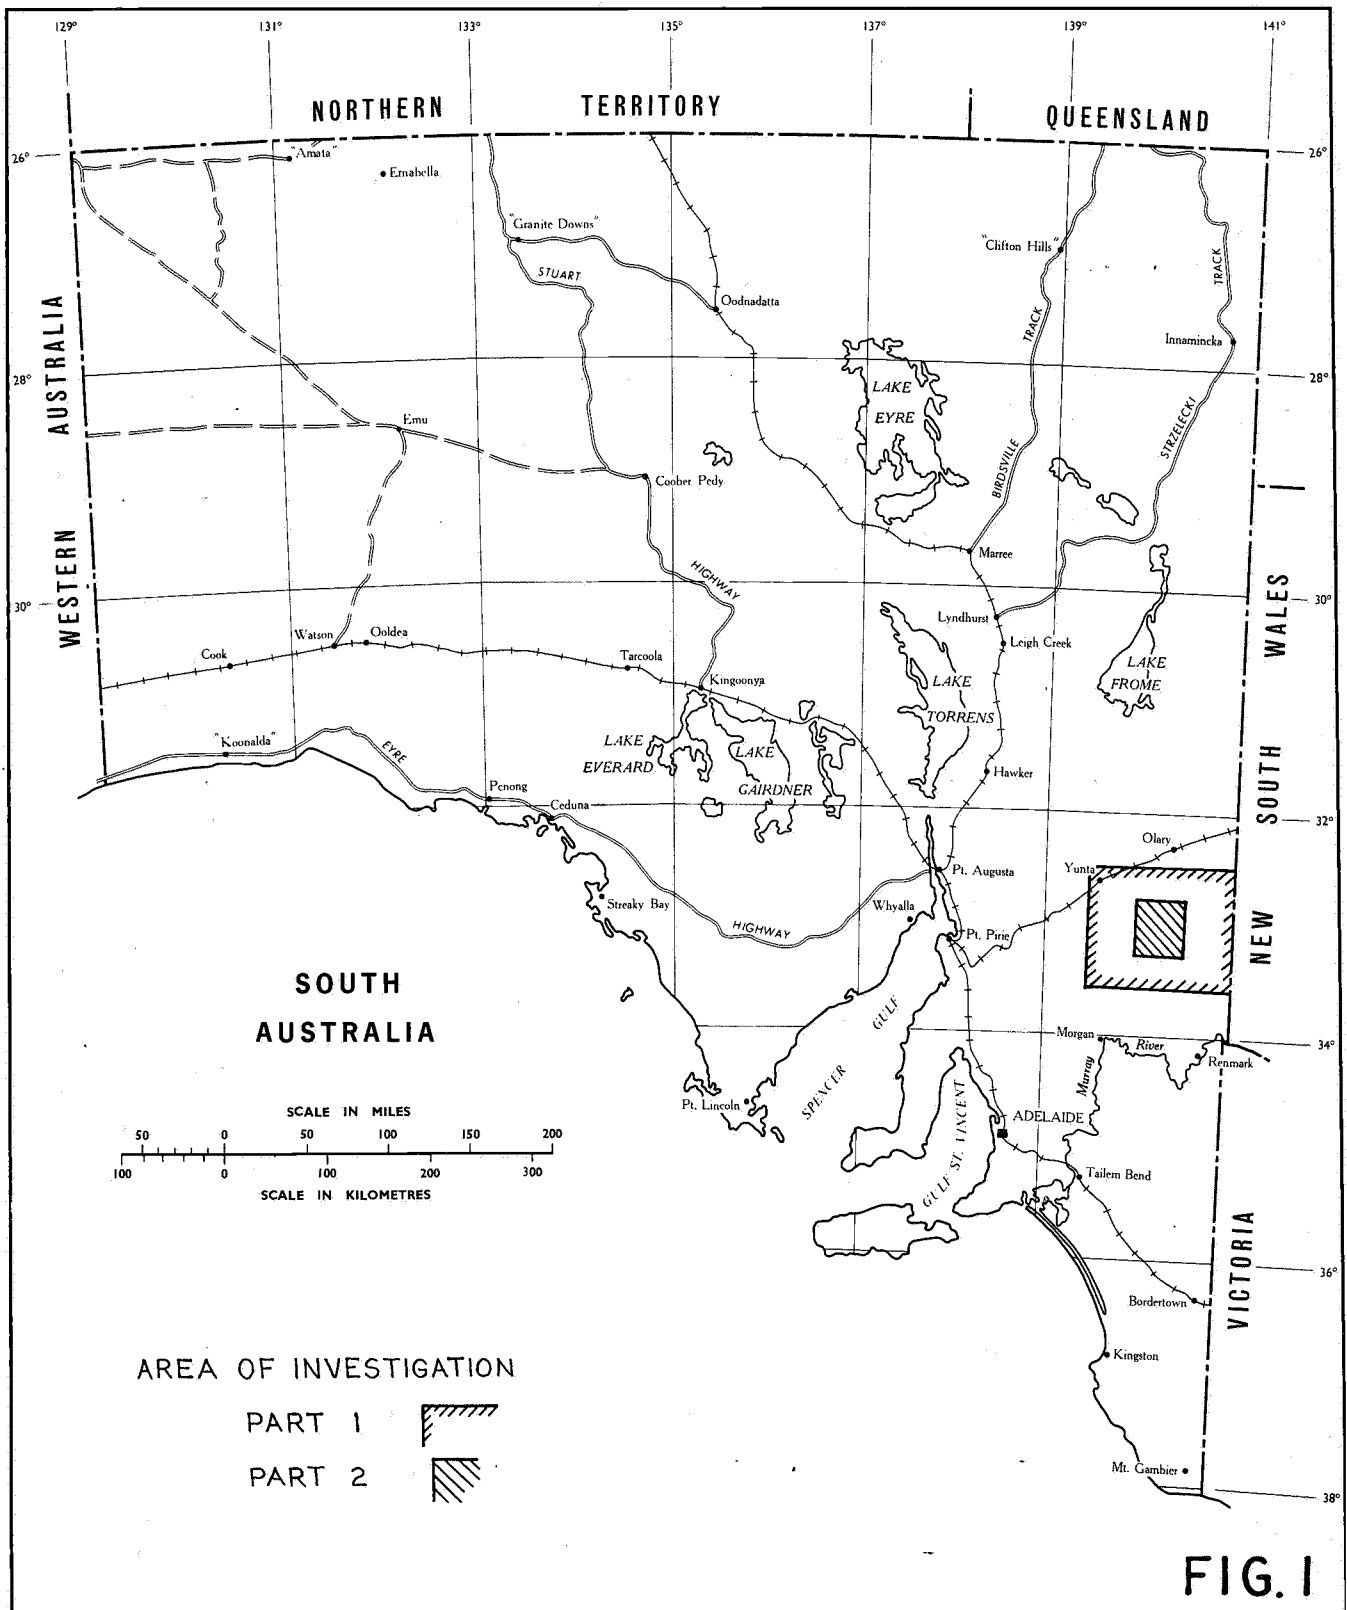 129° 131° 133° 135° 137° 139° 141°
NORTHERN TERRITORY QUEENSLAND
26° 26°
"Amata"
Ernabella
"Granite Downs"
"Clifton Hills"
STUART
TRACK
Oodnadatta
TRACK
Innamincka
AUSTRALIA
28° 28°
LAKE
EYRE
STRZELECKI
Emu
BIRDSVILLE
Coober Pedy
Marree
WESTERN
HIGHWAY
30° 30°
Lyndhurst
Watson Ooldea
Leigh Creek
WALES
Cook
Tarcoola
LAKE
FROME
Kingoonya
LAKE
TORRENS
"Koonalda"
EYRE
LAKE
EVERARD
LAKE
GAIRDNER
Hawker
SOUTH
Penong
Ceduna
32°
Olary
Yunta
Pt. Augusta
Streaky Bay
Whyalla
HIGHWAY
Pt. Pirie
NEW
SOUTH
AUSTRALIA
GULF
SPENCER
Morgan
River
34°
Renmark
Murray
Pt. Lincoln
ADELAIDE
GULF ST. VINCENT
SCALE IN MILES
50 0 50 100 150 200
100 0 100 200 300
SCALE IN KILOMETRES
Tailem Bend
VICTORIA
36°
Bordertown
Kingston
AREA OF INVESTIGATION
PART 1
PART 2
Mt. Gambier
38°
FIG. 1